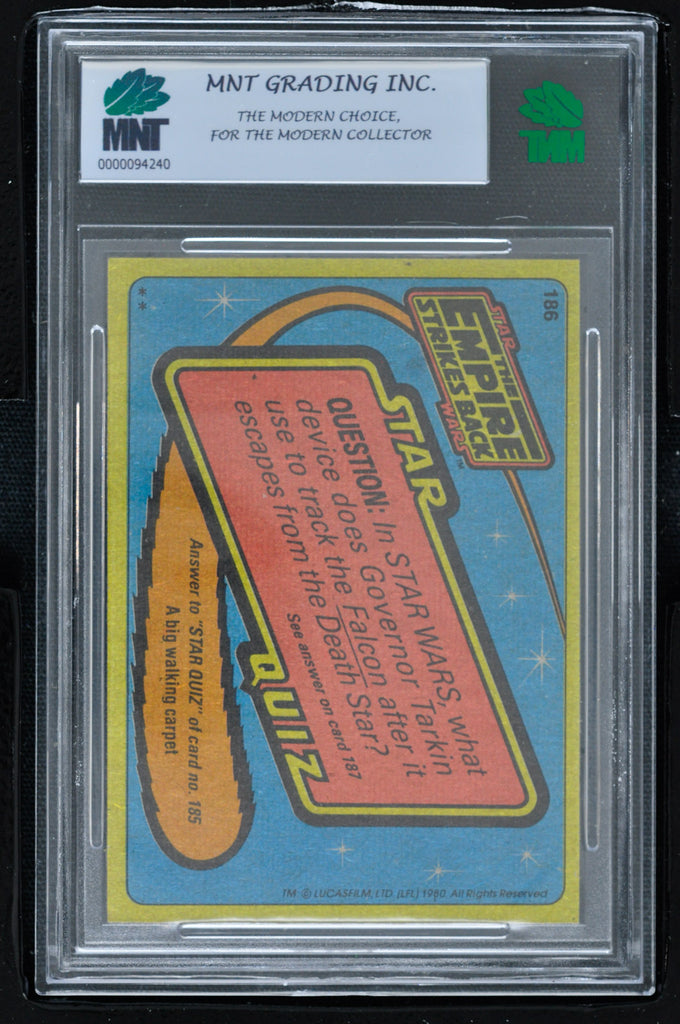 MNT GRADING INC.
THE MODERN CHOICE,
FOR THE MODERN COLLECTOR
MNT
0000094240
MNT
186
STAR
THE
EMPIRE
STRIKES BACK
WARS™
STAR
QUESTION: In STAR WARS, what
device does Governor Tarkin
use to track the Falcon after it
escapes from the Death Star?
See answer on card 187
QUIZ
Answer to "STAR QUIZ" of card no. 185
A big walking carpet
**
TM: © LUCASFILM, LTD. (LFL) 1980. All Rights Reserved